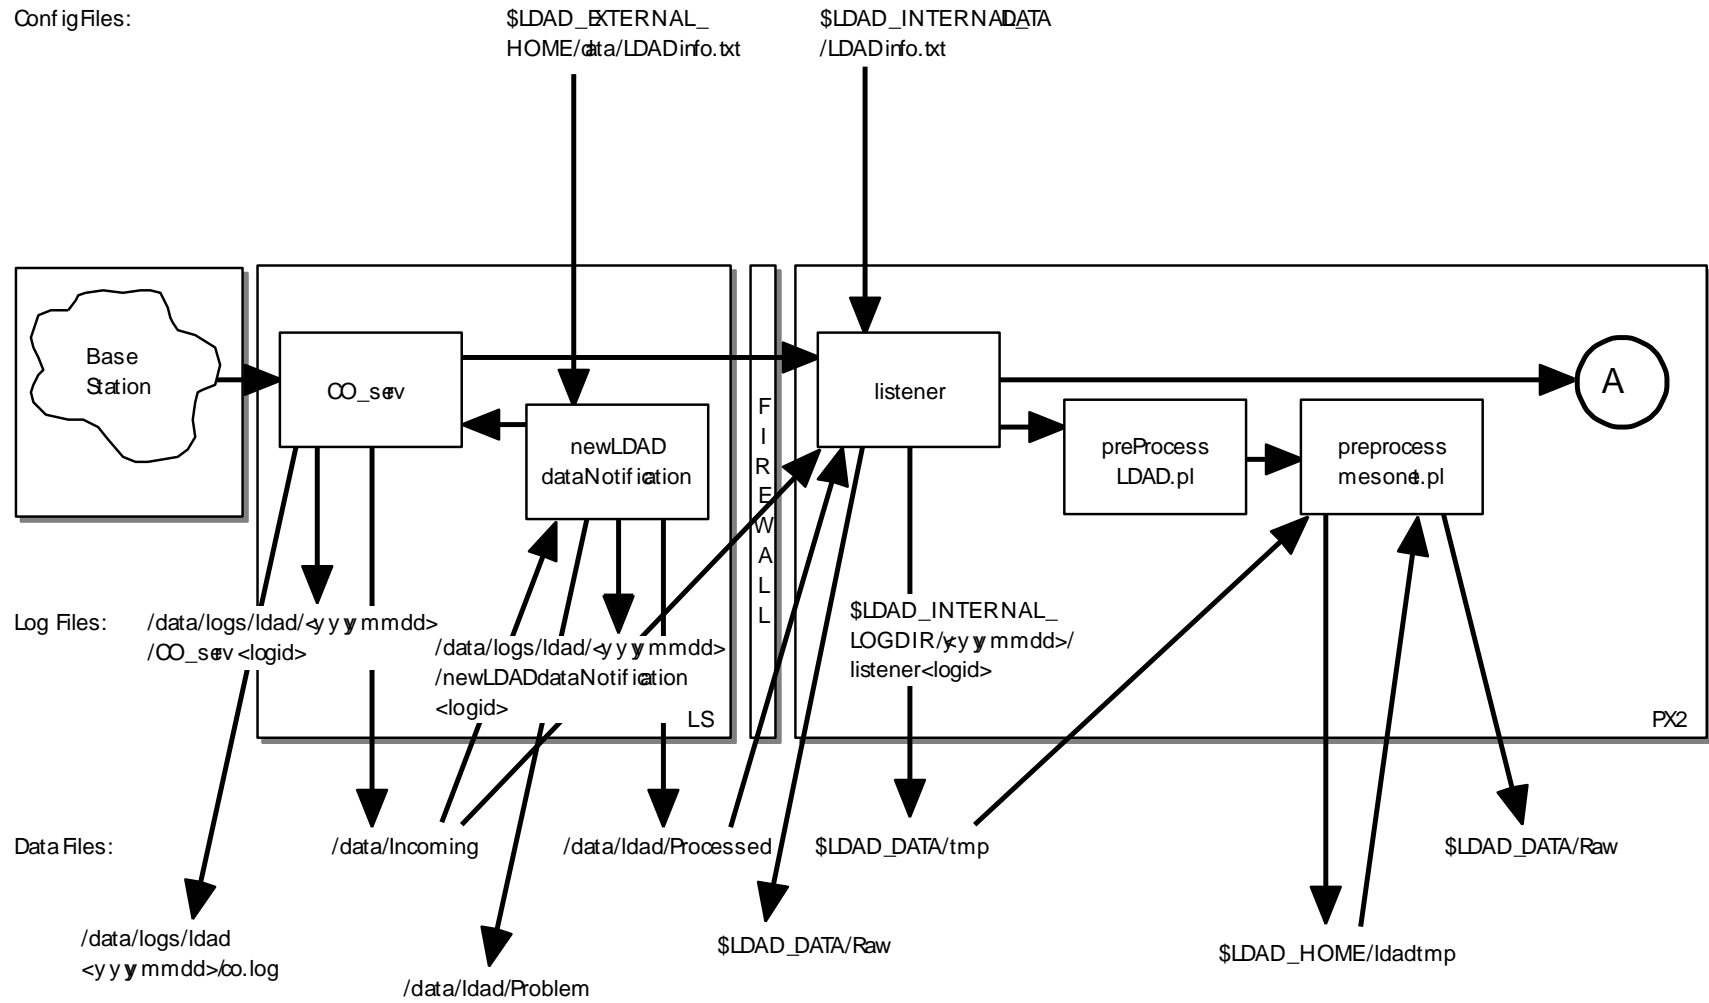 Config Files:
$LDAD_EXTERNAL_
HOME/data/LDADinfo.txt
$LDAD_INTERNAL_DATA
/LDADinfo.txt
Base
Station
CO_serv
newLDAD
dataNotification
FIREWALL
listener
preProcess
LDAD.pl
preprocess
mesonet.pl
A
Log Files:
/data/logs/ldad/<yyyymmdd>
/CO_serv<logid>
/data/logs/ldad/<yyyymmdd>
/newLDADdataNotification
<logid>
$LDAD_INTERNAL_
LOGDIR/<yyyymmdd>/
listener<logid>
LS
PX2
Data Files:
/data/Incoming
/data/ldad/Processed
$LDAD_DATA/tmp
$LDAD_DATA/Raw
/data/logs/ldad
<yyyymmdd>/co.log
/data/ldad/Problem
$LDAD_DATA/Raw
$LDAD_HOME/ldadtmp